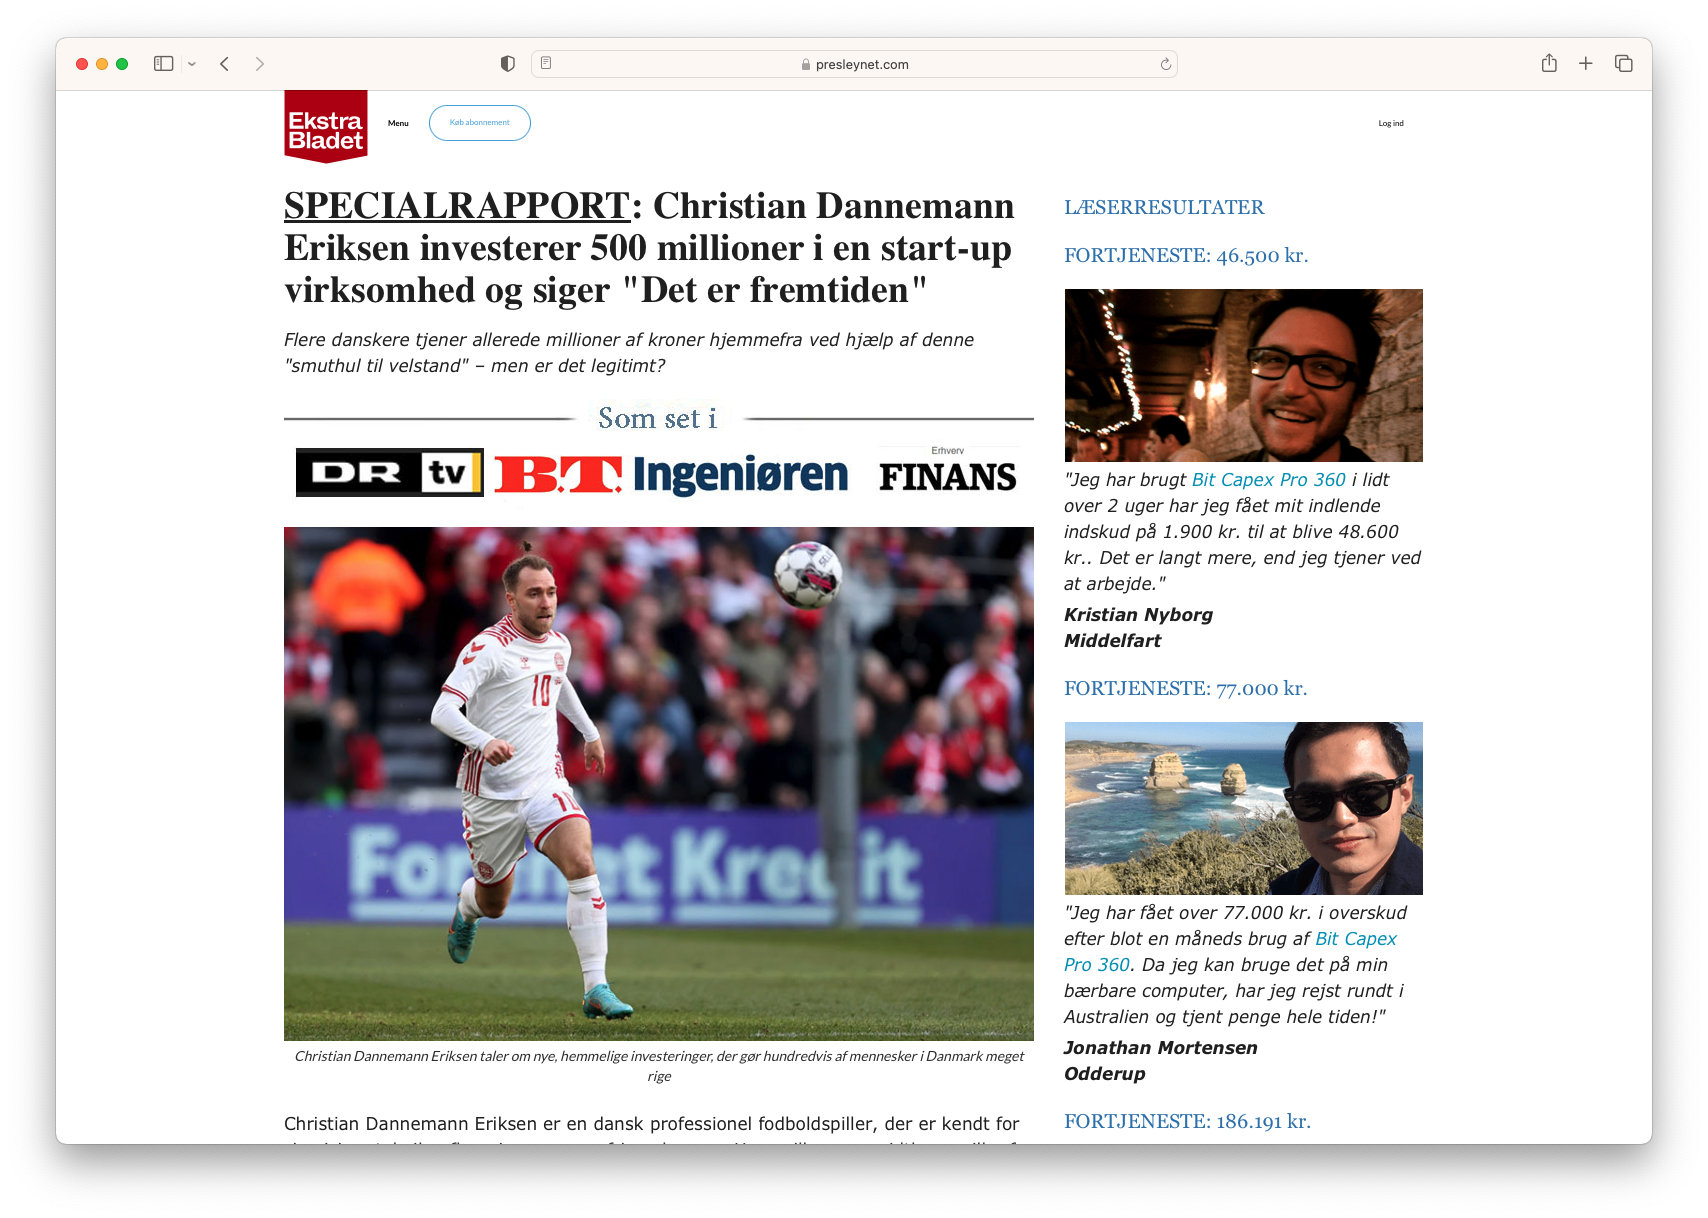 presleynet.com
Ekstra
Bladet
Menu
Køb abonnement
Log ind
SPECIALRAPPORT: Christian Dannemann
Eriksen investerer 500 millioner i en start-up
virksomhed og siger "Det er fremtiden"
Flere danskere tjener allerede millioner af kroner hjemmefra ved hjælp af denne
"smuthul til velstand" – men er det legitimt?
Som set i
DR tv
B.T.
Ingeniøren
Erhverv
FINANS
10
10
Christian Dannemann Eriksen taler om nye, hemmelige investeringer, der gør hundredvis af mennesker i Danmark meget
rige
Christian Dannemann Eriksen er en dansk professionel fodboldspiller, der er kendt for
LÆSERRESULTATER
FORTJENESTE: 46.500 kr.
"Jeg har brugt Bit Capex Pro 360 i lidt
over 2 uger har jeg fået mit indlende
indskud på 1.900 kr. til at blive 48.600
kr.. Det er langt mere, end jeg tjener ved
at arbejde."
Kristian Nyborg
Middelfart
FORTJENESTE: 77.000 kr.
"Jeg har fået over 77.000 kr. i overskud
efter blot en måneds brug af Bit Capex
Pro 360. Da jeg kan bruge det på min
bærbare computer, har jeg rejst rundt i
Australien og tjent penge hele tiden!"
Jonathan Mortensen
Odderup
FORTJENESTE: 186.191 kr.